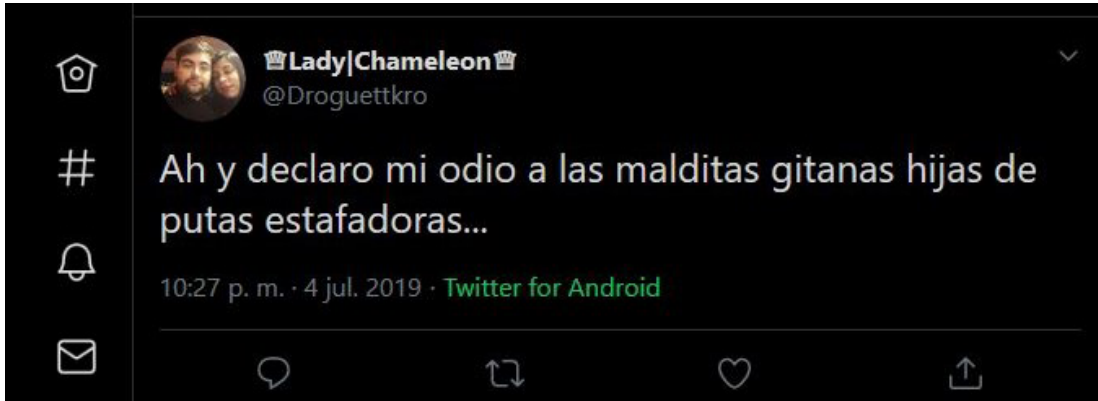 ♕Lady|Chameleon♕
@Droguettkro
Ah y declaro mi odio a las malditas gitanas hijas de
putas estafadoras...
10:27 p. m. · 4 jul. 2019 · Twitter for Android